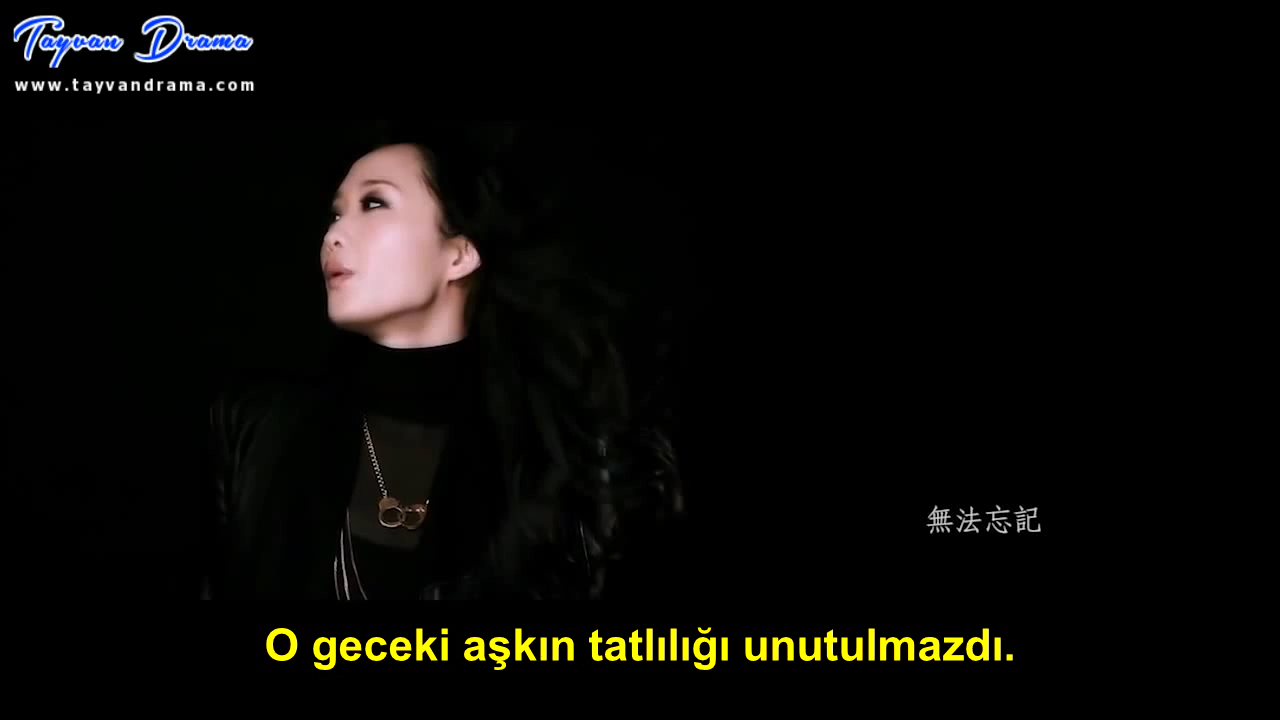 Tayvan Drama
www.tayvandrama.com
無法忘記
O geceki aşkın tatlılığı unutulmazdı.